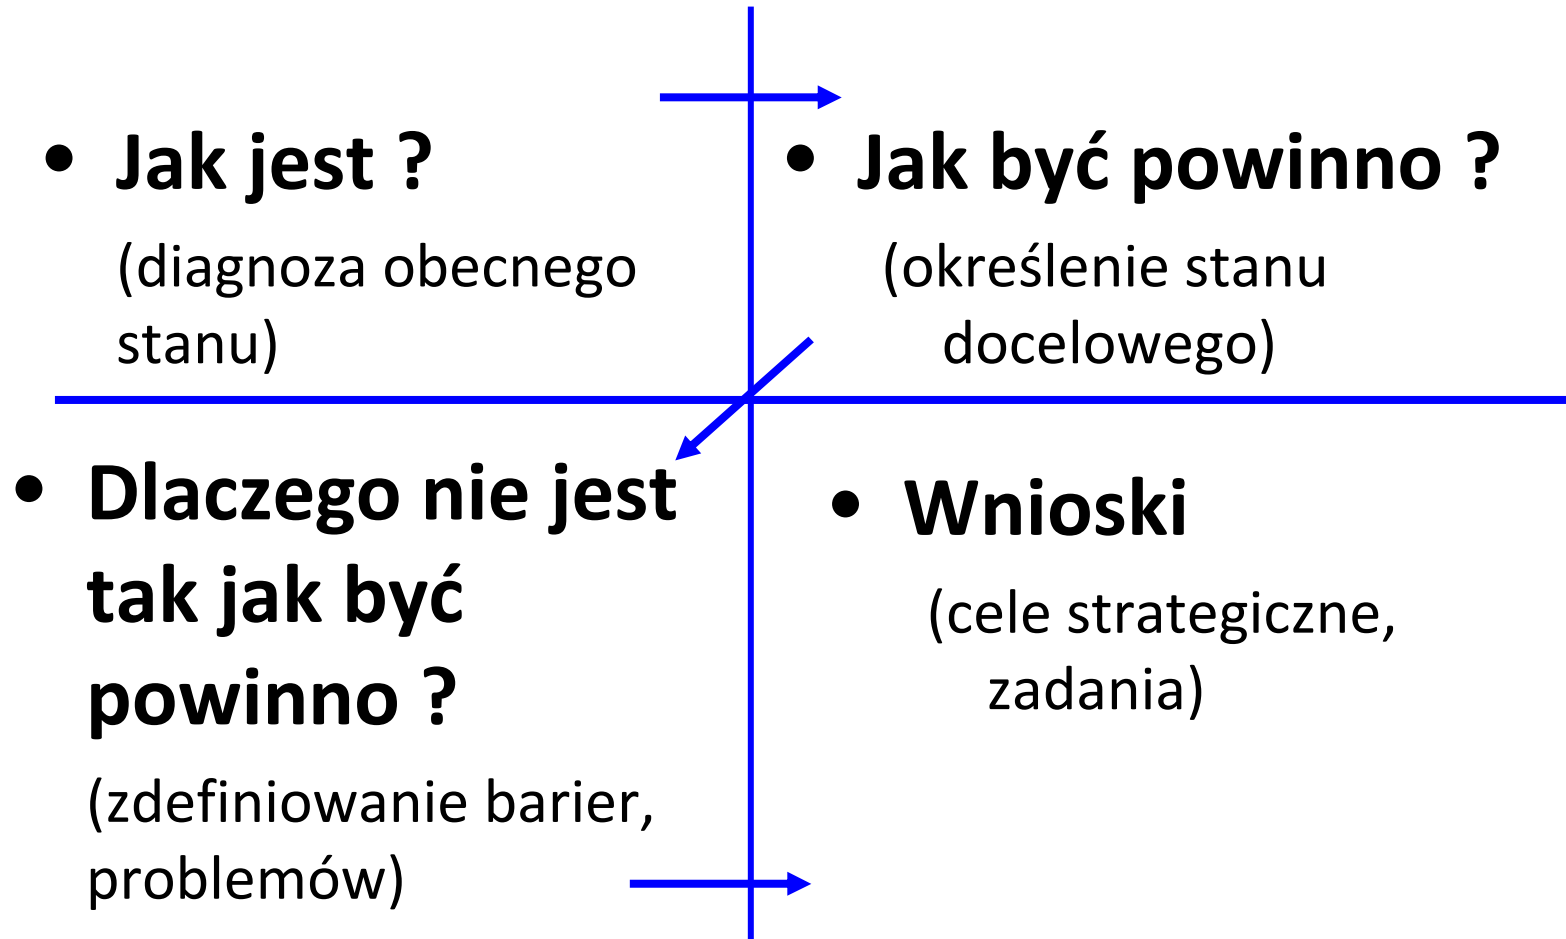 • Jak jest ?
(diagnoza obecnego
stanu)
• Jak być powinno ?
(określenie stanu
docelowego)
• Dlaczego nie jest
tak jak być
powinno ?
(zdefiniowanie barier,
problemów)
• Wnioski
(cele strategiczne,
zadania)